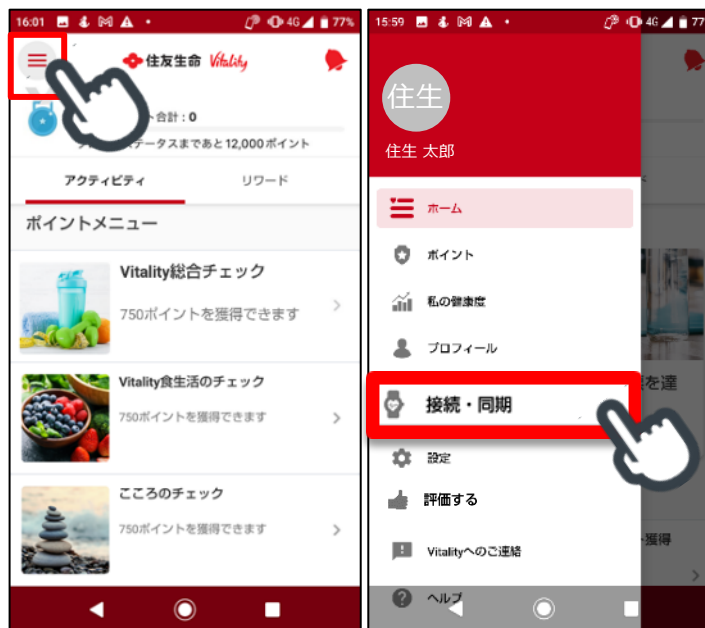 16:01
4G
77%
住友生命 Vitality
ト合計：0
ステータスまであと12,000ポイント
アクティビティ
リワード
ポイントメニュー
Vitality総合チェック
750ポイントを獲得できます
Vitality食生活のチェック
750ポイントを獲得できます
こころのチェック
750ポイントを獲得できます
15:59
4G
77
住生
住生 太郎
ホーム
ポイント
私の健康度
プロフィール
を達
接続・同期
設定
評価する
獲得
Vitalityへのご連絡
ヘルプ